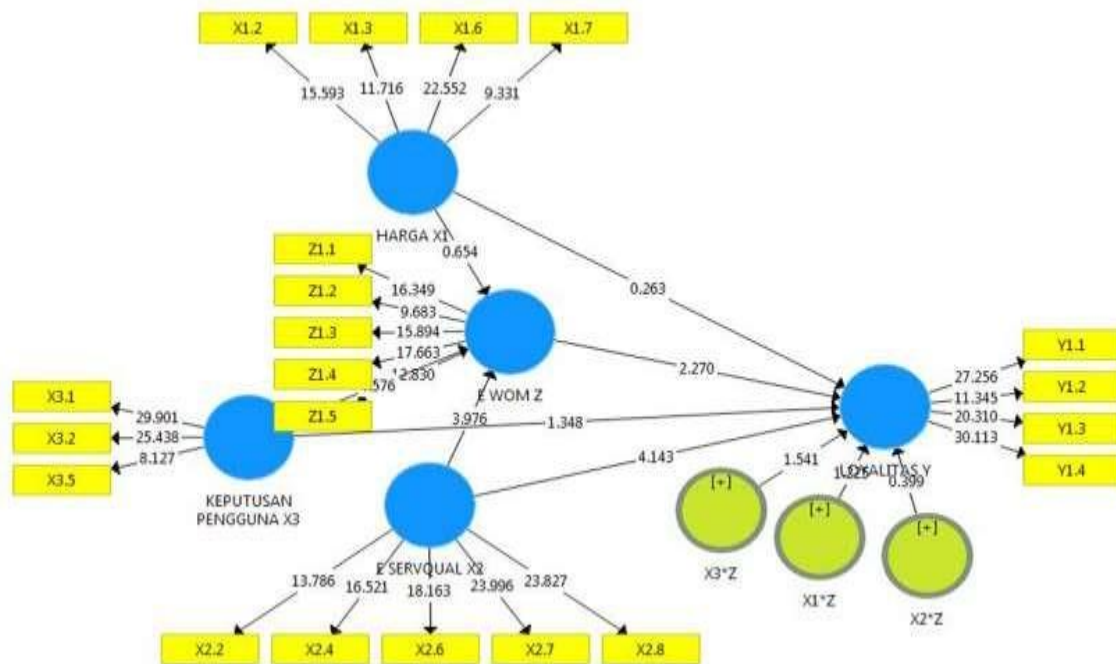 X1.2
X1.3
X1.6
X1.7
15.593
11.716
22.552
9.331
HARGA X1
0.654
0.263
Z1.1
Z1.2
Z1.3
Z1.4
Z1.5
16.349
9.683
15.894
17.663
12.830
E WOM Z
2.270
X3.1
X3.2
X3.5
29.901
25.438
8.127
KEPUTUSAN
PENGGUNA X3
3.976
1.348
4.143
Y1.1
Y1.2
Y1.3
Y1.4
27.256
11.345
20.310
30.113
LOYALITAS Y
1.541
0.399
[+]
[+]
[+]
X3*Z
X1*Z
X2*Z
E SERVQUAL X2
13.786
16.521
18.163
23.996
23.827
X2.2
X2.4
X2.6
X2.7
X2.8